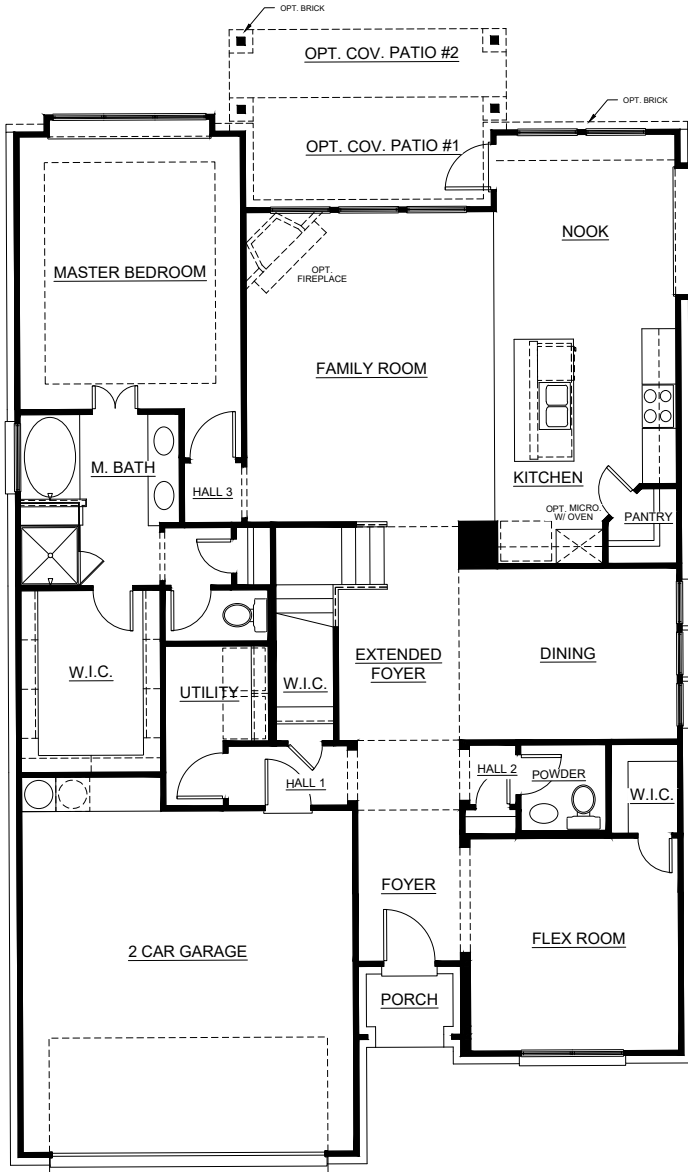 OPT. BRICK
OPT. COV. PATIO #2
OPT. BRICK
OPT. COV. PATIO #1
NOOK
MASTER BEDROOM
OPT.
FIREPLACE
FAMILY ROOM
M. BATH
KITCHEN
HALL 3
OPT. MICRO.
W/ OVEN
PANTRY
EXTENDED
FOYER
DINING
W.I.C.
UTILITY
W.I.C.
HALL 1
HALL 2
POWDER
W.I.C.
FOYER
FLEX ROOM
2 CAR GARAGE
PORCH